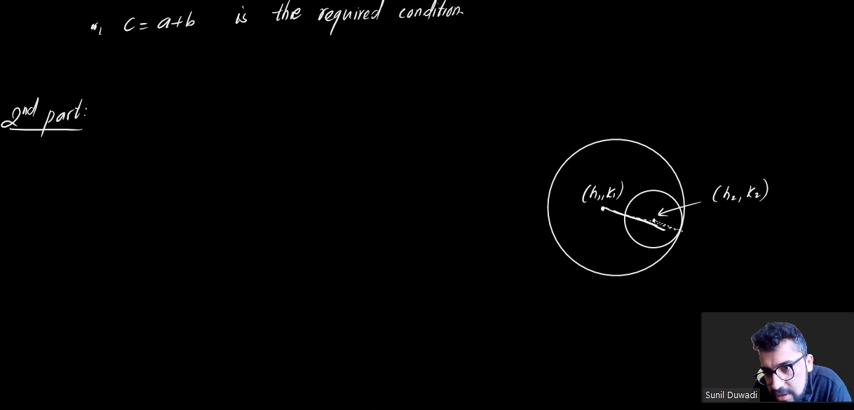 ∴, c = a+b is the required condition
2nd part:
(h₁, k₁)
(h₂, k₂)
Sunil Duwadi